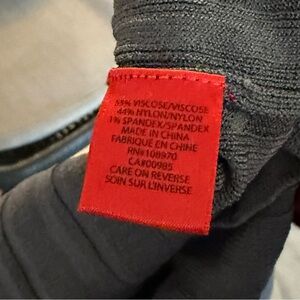 55% VISCOSE/VISCOSE
44% NYLON/NYLON
1% SPANDEX/SPANDEX
MADE IN CHINA
FABRIQUÉ EN CHINE
RN#108970
CA#00985
CARE ON REVERSE
SOIN SUR L'INVERSE